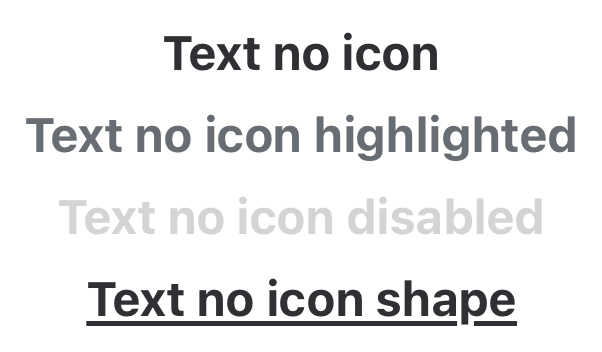 Text no icon
Text no icon highlighted
Text no icon disabled
Text no icon shape